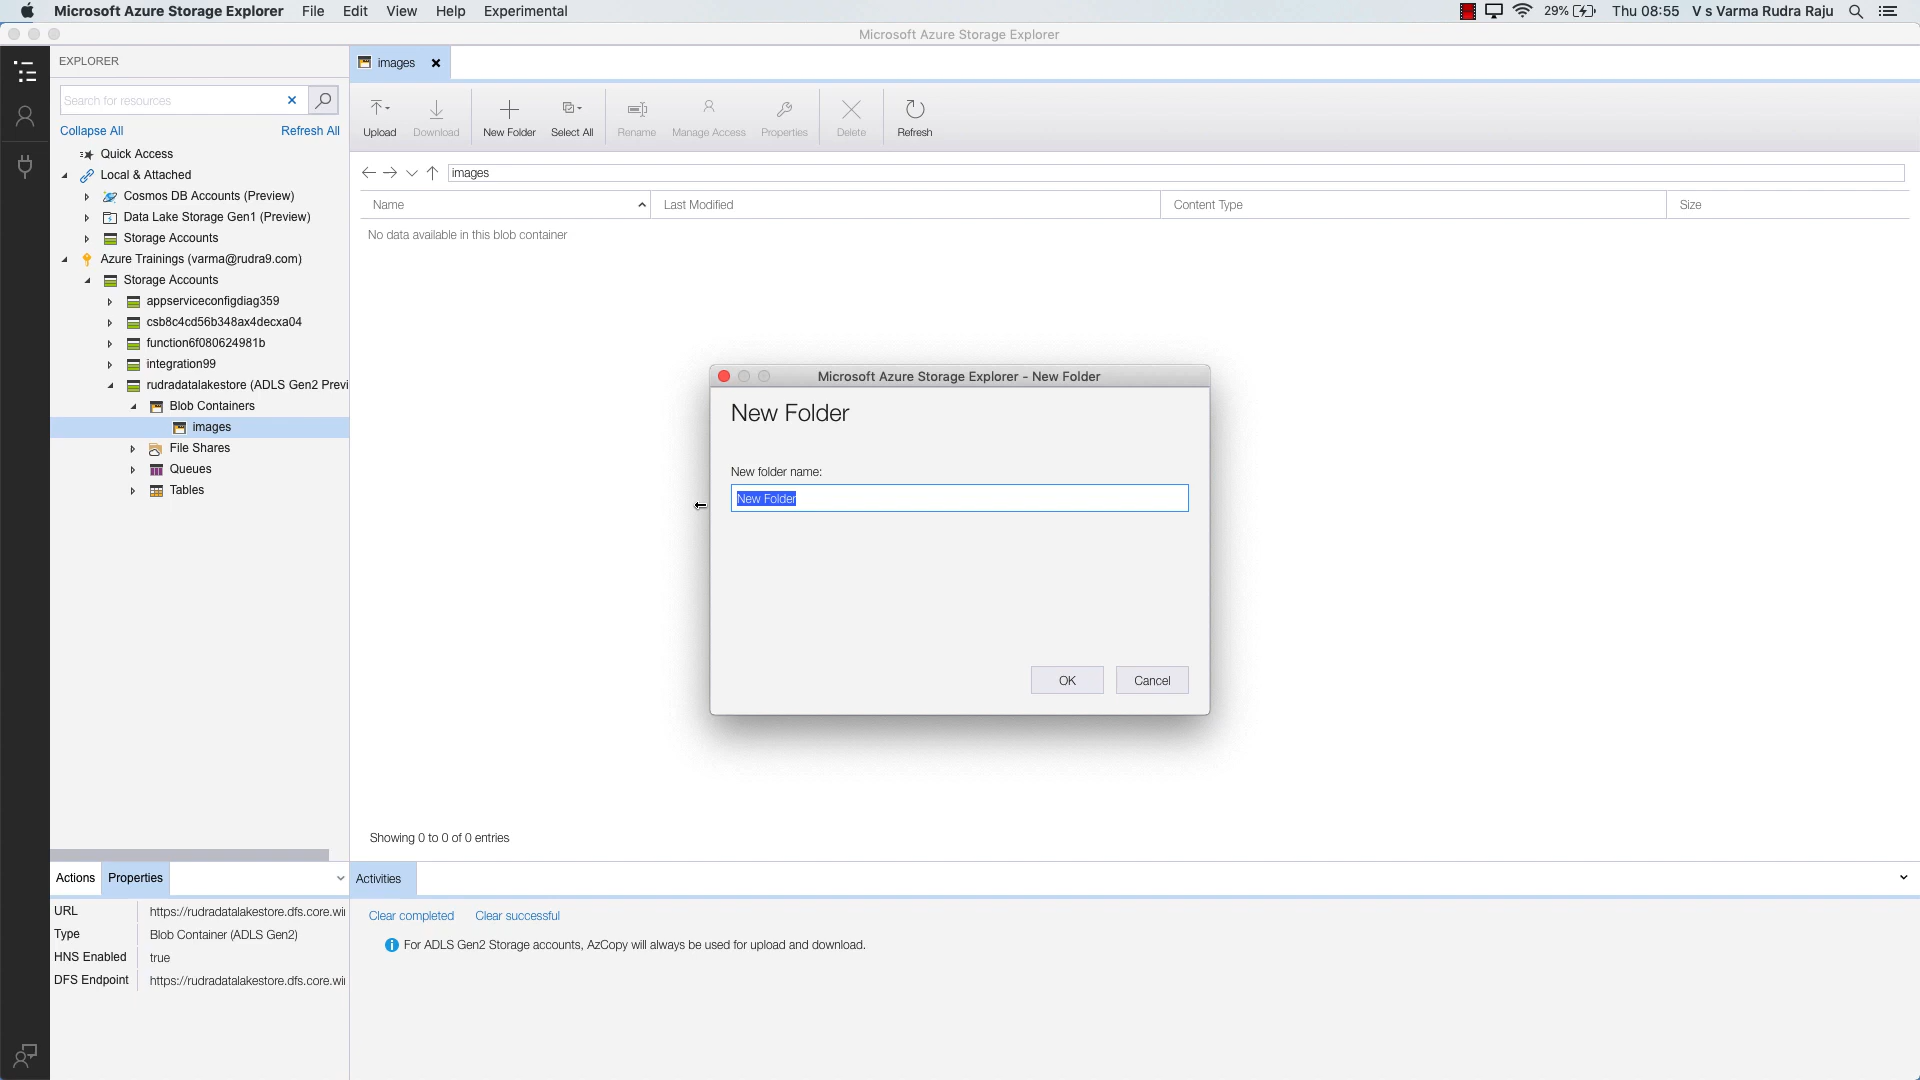 Microsoft Azure Storage Explorer File Edit View Help Experimental 29% Thu 08:55 V s Varma Rudra Raju
Microsoft Azure Storage Explorer
EXPLORER
images
Search for resources
Collapse All Refresh All
Upload Download New Folder Select All Rename Manage Access Properties Delete Refresh
Quick Access
Local & Attached
Cosmos DB Accounts (Preview)
Data Lake Storage Gen1 (Preview)
Storage Accounts
Azure Trainings (varma@rudra9.com)
Storage Accounts
appserviceconfigdiag359
csb8c4cd56b348ax4decxa04
function6f080624981b
integration99
rudradatalakestore (ADLS Gen2 Previ
Blob Containers
images
File Shares
Queues
Tables
images
Name Last Modified Content Type Size
No data available in this blob container
Microsoft Azure Storage Explorer - New Folder
New Folder
New folder name:
New Folder
OK Cancel
Showing 0 to 0 of 0 entries
Actions Properties
URL https://rudradatalakestore.dfs.core.wi
Type Blob Container (ADLS Gen2)
HNS Enabled true
DFS Endpoint https://rudradatalakestore.dfs.core.wi
Activities
Clear completed Clear successful
For ADLS Gen2 Storage accounts, AzCopy will always be used for upload and download.